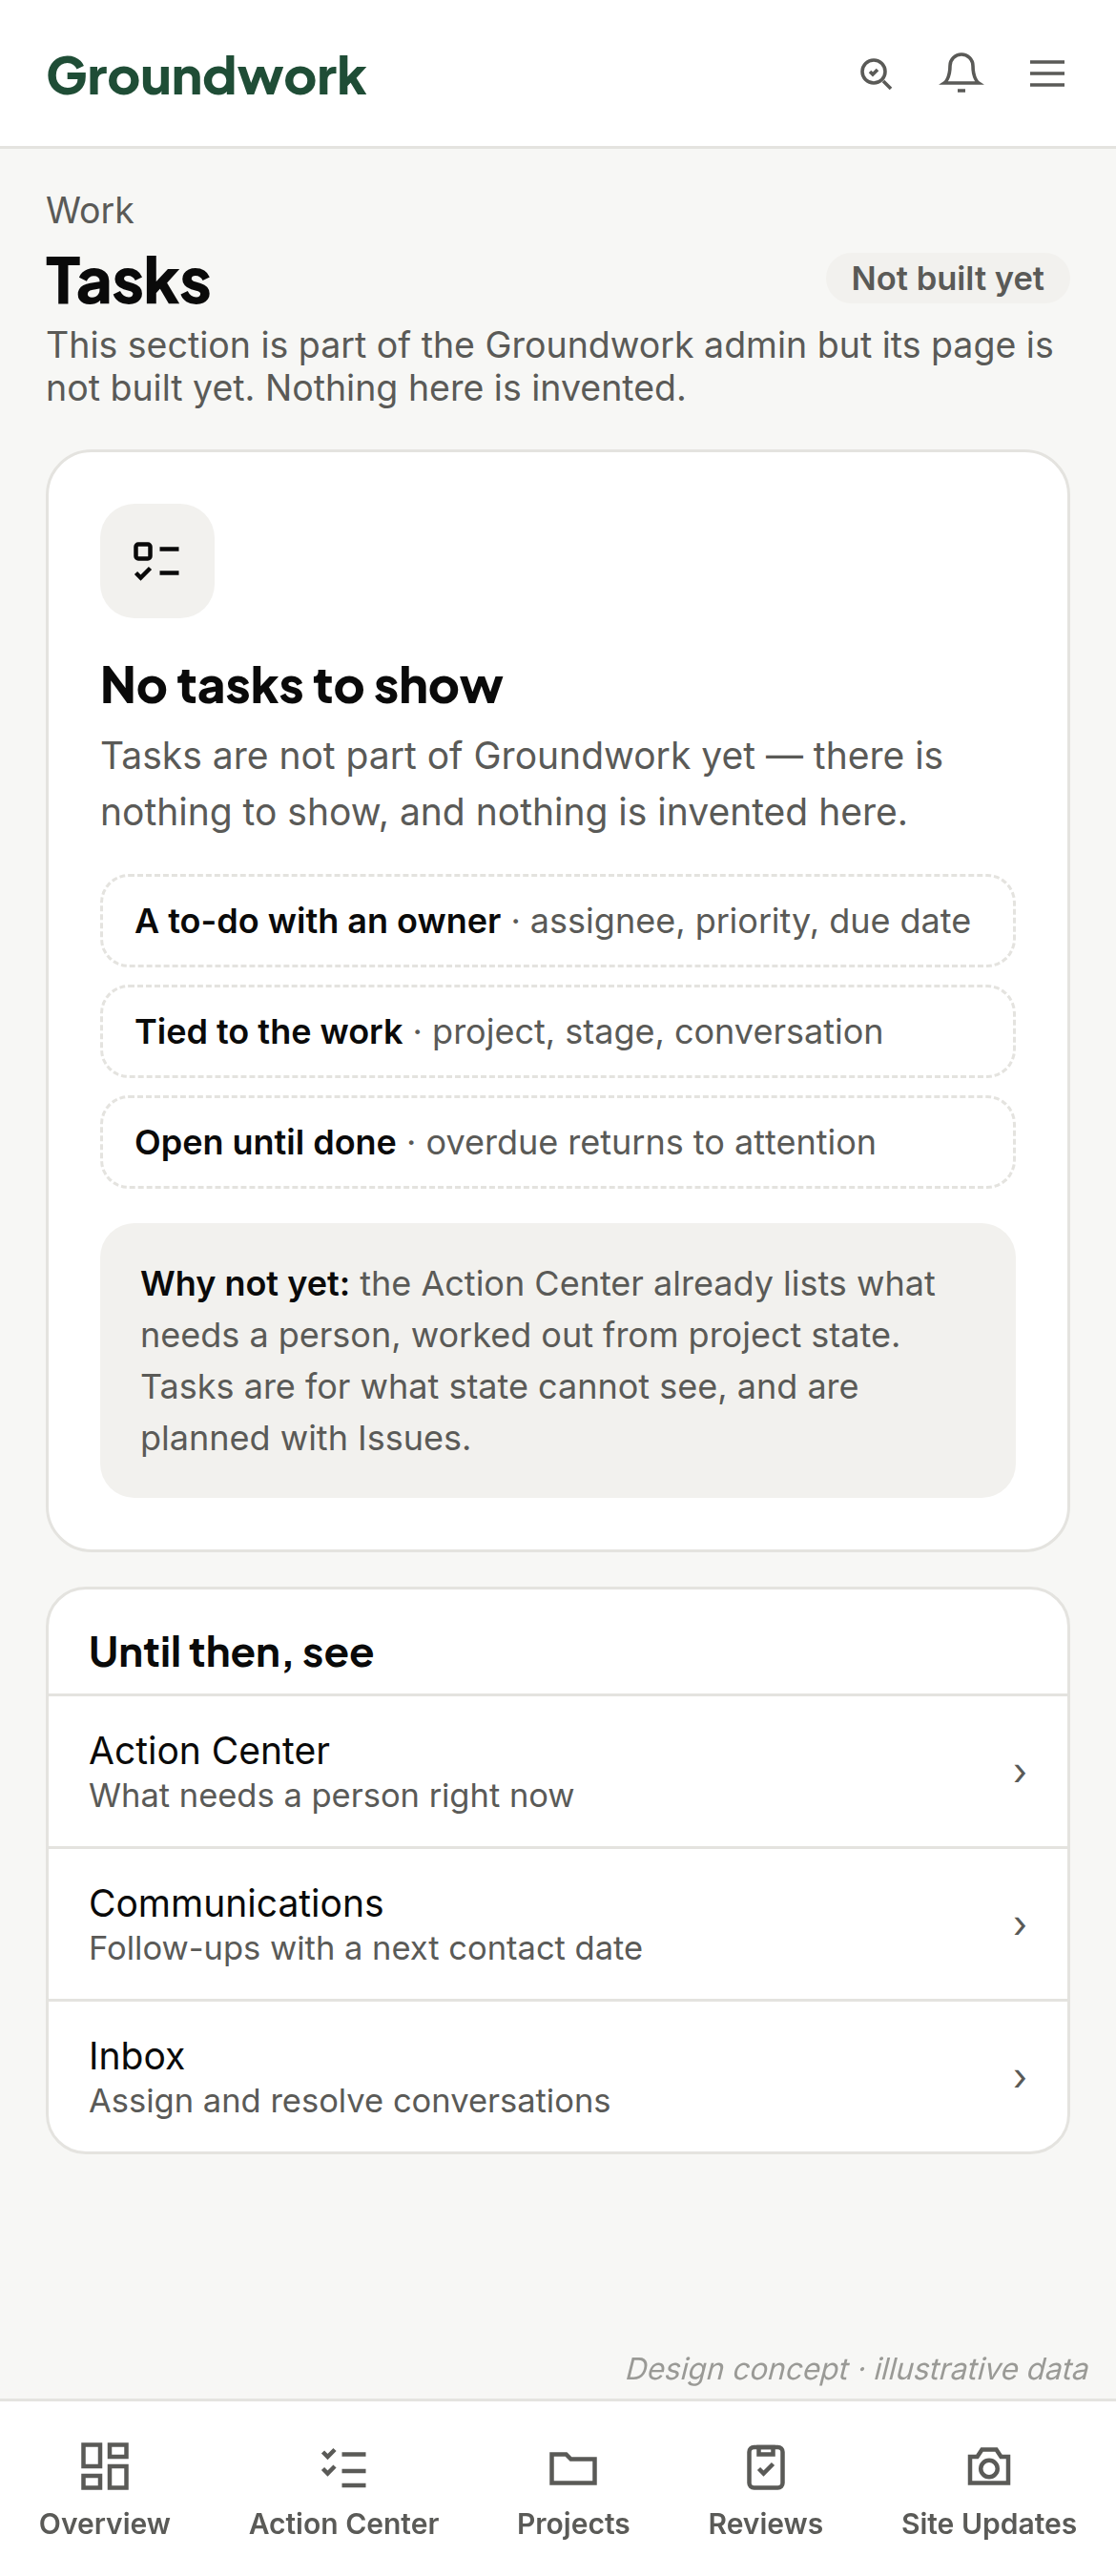 Groundwork
Work
Tasks
Not built yet
This section is part of the Groundwork admin but its page is
not built yet. Nothing here is invented.
No tasks to show
Tasks are not part of Groundwork yet — there is
nothing to show, and nothing is invented here.
A to-do with an owner · assignee, priority, due date
Tied to the work · project, stage, conversation
Open until done · overdue returns to attention
Why not yet: the Action Center already lists what
needs a person, worked out from project state.
Tasks are for what state cannot see, and are
planned with Issues.
Until then, see
Action Center
What needs a person right now
Communications
Follow-ups with a next contact date
Inbox
Assign and resolve conversations
Design concept · illustrative data
Overview
Action Center
Projects
Reviews
Site Updates